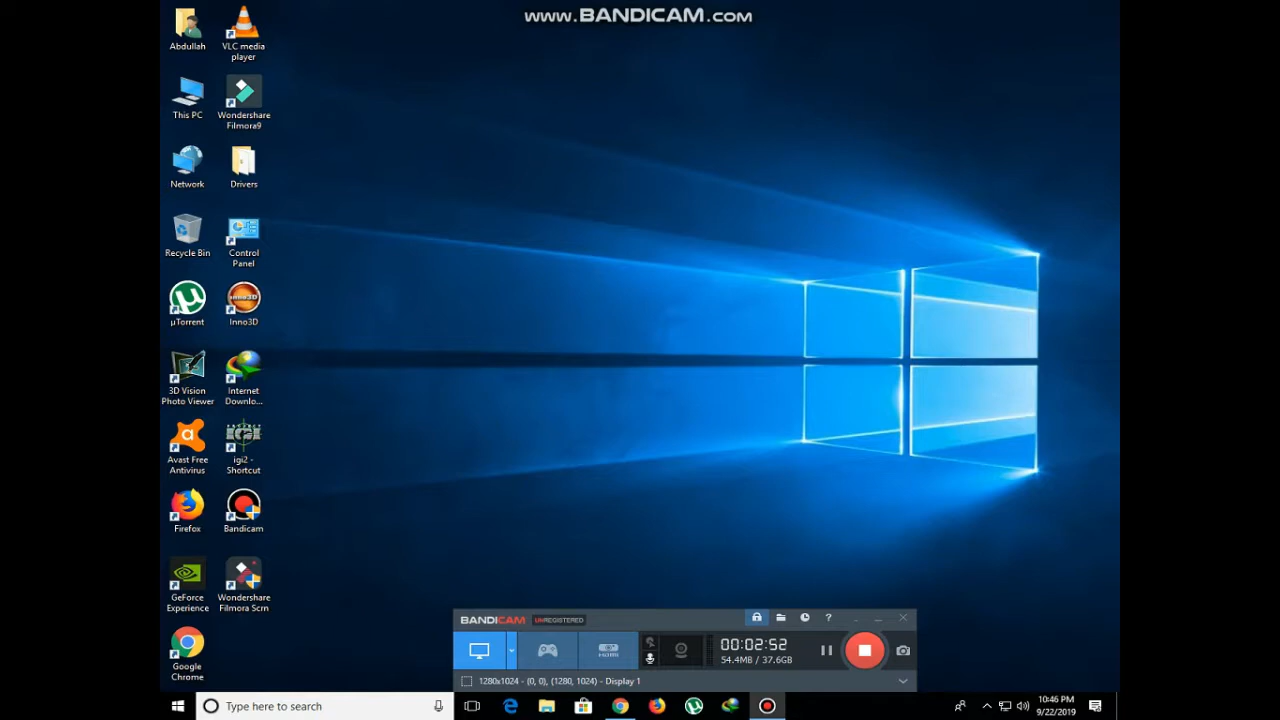 www.BANDICAM.com
Abdullah
VLC media
player
This PC
Wondershare
Filmora9
Network
Drivers
Recycle Bin
Control
Panel
µTorrent
Inno3D
3D Vision
Photo Viewer
Internet
Downlo...
Avast Free
Antivirus
igi2 -
Shortcut
Firefox
Bandicam
GeForce
Experience
Wondershare
Filmora Scrn
Google
Chrome
BANDICAM UNREGISTERED
HDMI
00:02:52
54.4MB / 37.6GB
1280x1024 - (0, 0), (1280, 1024) - Display 1
Type here to search
10:46 PM
9/22/2019